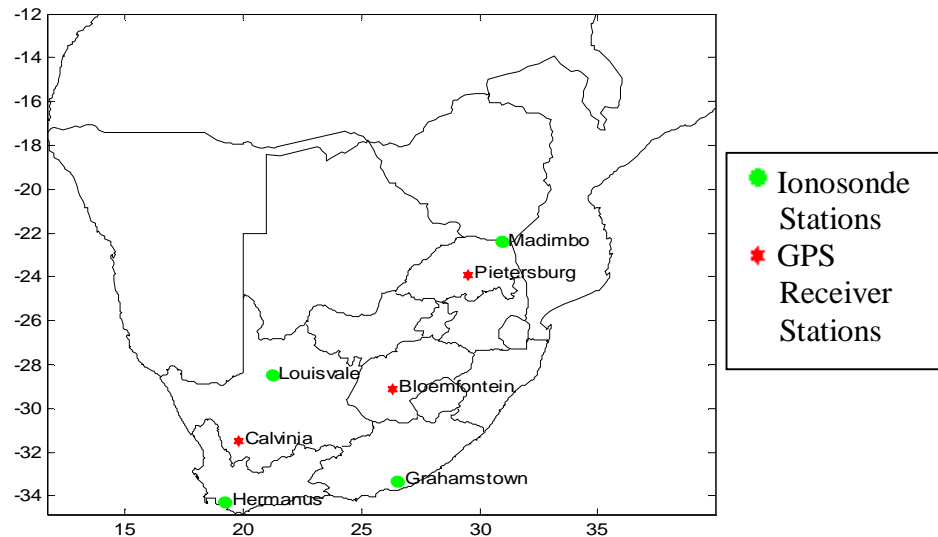 -12
-14
-16
-18
-20
-22
-24
-26
-28
-30
-32
-34
15
20
25
30
35
Madimbo
Pietersburg
Louisvale
Bloemfontein
Calvinia
Grahamstown
Hermanus
Ionosonde
Stations
GPS
Receiver
Stations